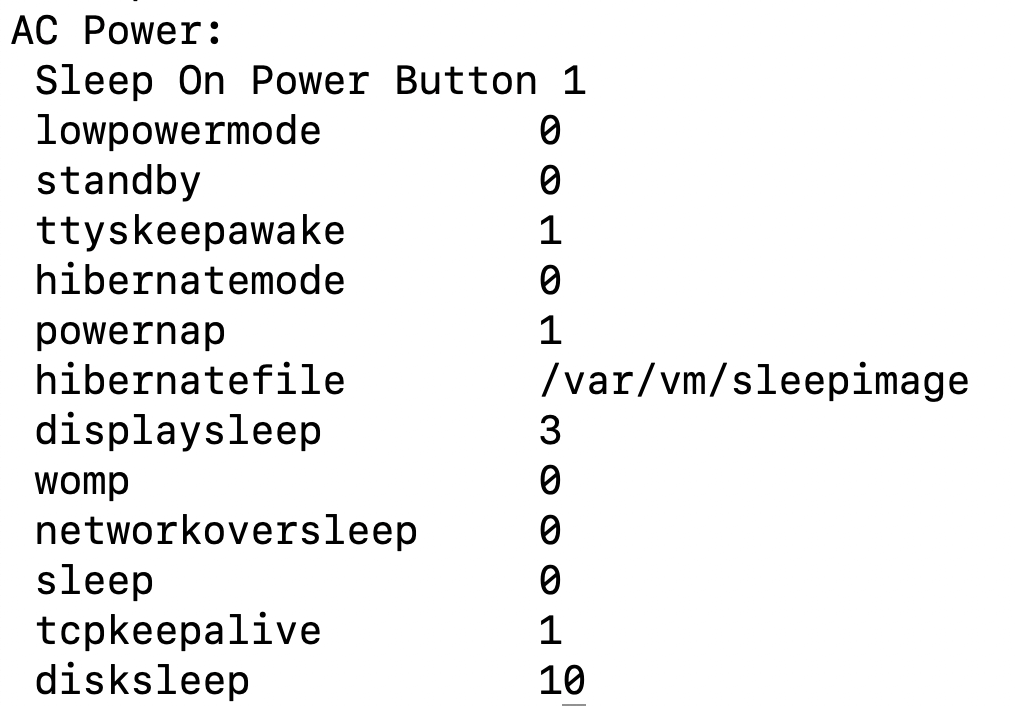 AC Power:
Sleep On Power Button 1
lowpowermode 0
standby 0
ttyskeepawake 1
hibernatemode 0
powernap 1
hibernatefile /var/vm/sleepimage
displaysleep 3
womp 0
networkoversleep 0
sleep 0
tcpkeepalive 1
disksleep 10